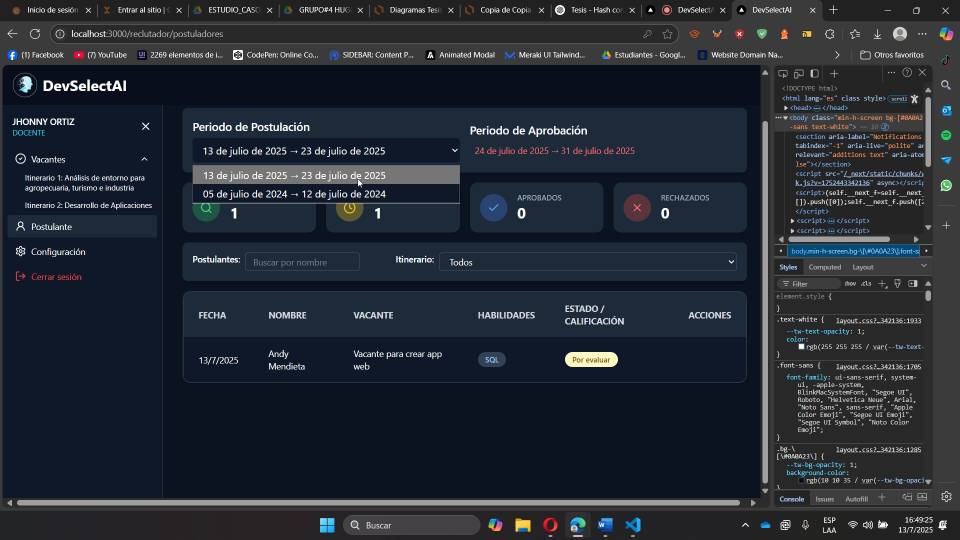 Inicio de sesión
Entrar al sitio
ESTUDIO_CASO
GRUPO#4 HUG
Diagramas Tesis
Copia de Copia
Tesis - Hash con
DevSelectAI
DevSelectAI
localhost:3000/reclutador/postuladores
(1) Facebook
(7) YouTube
2269 elementos de i...
CodePen: Online Co...
SIDEBAR: Content P...
Animated Modal
Meraki UI Tailwind...
Estudiantes - Googl...
Website Domain Na...
Otros favoritos
DevSelectAI
JHONNY ORTIZ
DOCENTE
Vacantes
Itinerario 1: Análisis de entorno para
agropecuaria, turismo e industria
Itinerario 2: Desarrollo de Aplicaciones
Postulante
Configuración
Cerrar sesión
Periodo de Postulación
13 de julio de 2025 → 23 de julio de 2025
13 de julio de 2025 → 23 de julio de 2025
05 de julio de 2024 → 12 de julio de 2024
Periodo de Aprobación
24 de julio de 2025 → 31 de julio de 2025
1
1
APROBADOS
0
RECHAZADOS
0
Postulantes:
Buscar por nombre
Itinerario:
Todos
FECHA
NOMBRE
VACANTE
HABILIDADES
ESTADO /
CALIFICACIÓN
ACCIONES
13/7/2025
Andy
Mendieta
Vacante para crear app
web
SQL
Por evaluar
<!DOCTYPE html>
<html lang="es" class style>
scroll
<head>
</head>
<body class="min-h-screen bg-[#0A0A2
-sans text-white"> == $0
<section aria-label="Notifications
tabindex="-1" aria-live="polite"
relevant="additions text" aria-atom
</section>
<script src="/_next/static/chunks/
k.js?v=1752443342136" async></scrip
<script>(self.__next_f=self.__next_
[]).push([0]);self.__next_f.push([2
</script>
<script>
</script>
<script>
</script>
body.min-h-screen.bg-\[\#0A0A23\].font-s
Styles
Computed
Layout
Filter
:hov
.cls
element.style {
}
.text-white {
layout.css?…342136:1933
--tw-text-opacity: 1;
color:
rgb(255 255 255 / var(--tw-text-
}
.font-sans {
layout.css?…342136:1705
font-family: ui-sans-serif, system-
ui, -apple-system,
BlinkMacSystemFont, "Segoe UI",
Roboto, "Helvetica Neue", Arial,
"Noto Sans", sans-serif, "Apple
Color Emoji", "Segoe UI
Emoji", "Segoe UI Symbol", "Noto Color
Emoji";
}
.bg-\
[\#0A0A23\] {
layout.css?…342136:1285
--tw-bg-opacity: 1;
background-color:
rgb(10 10 35 / var(--tw-bg-opaci
Console
Issues
Autofill
Buscar
ESP
LAA
16:49:25
13/7/2025